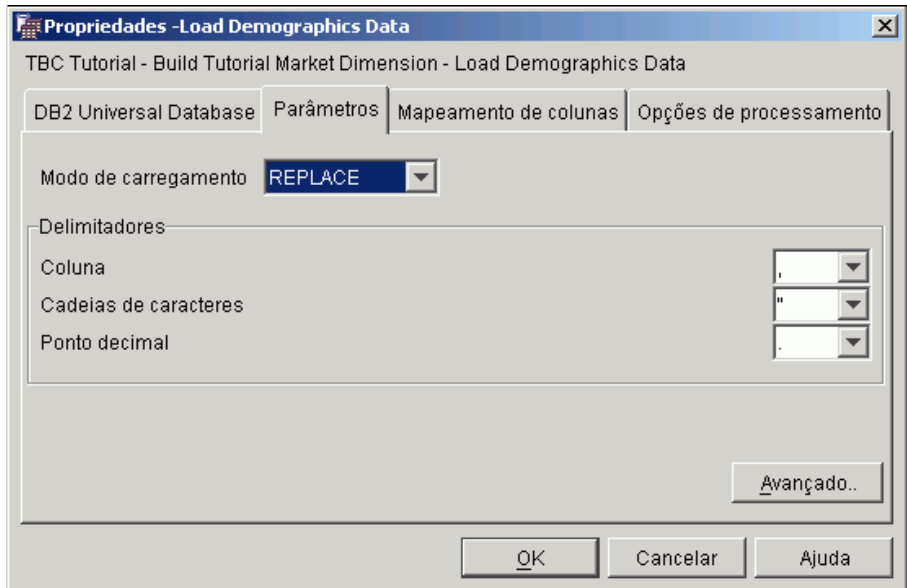 Propriedades -Load Demographics Data
TBC Tutorial - Build Tutorial Market Dimension - Load Demographics Data
DB2 Universal Database Parâmetros Mapeamento de colunas Opções de processamento
Modo de carregamento REPLACE
Delimitadores
Coluna ,
Cadeias de caracteres "
Ponto decimal .
Avançado..
OK Cancelar Ajuda